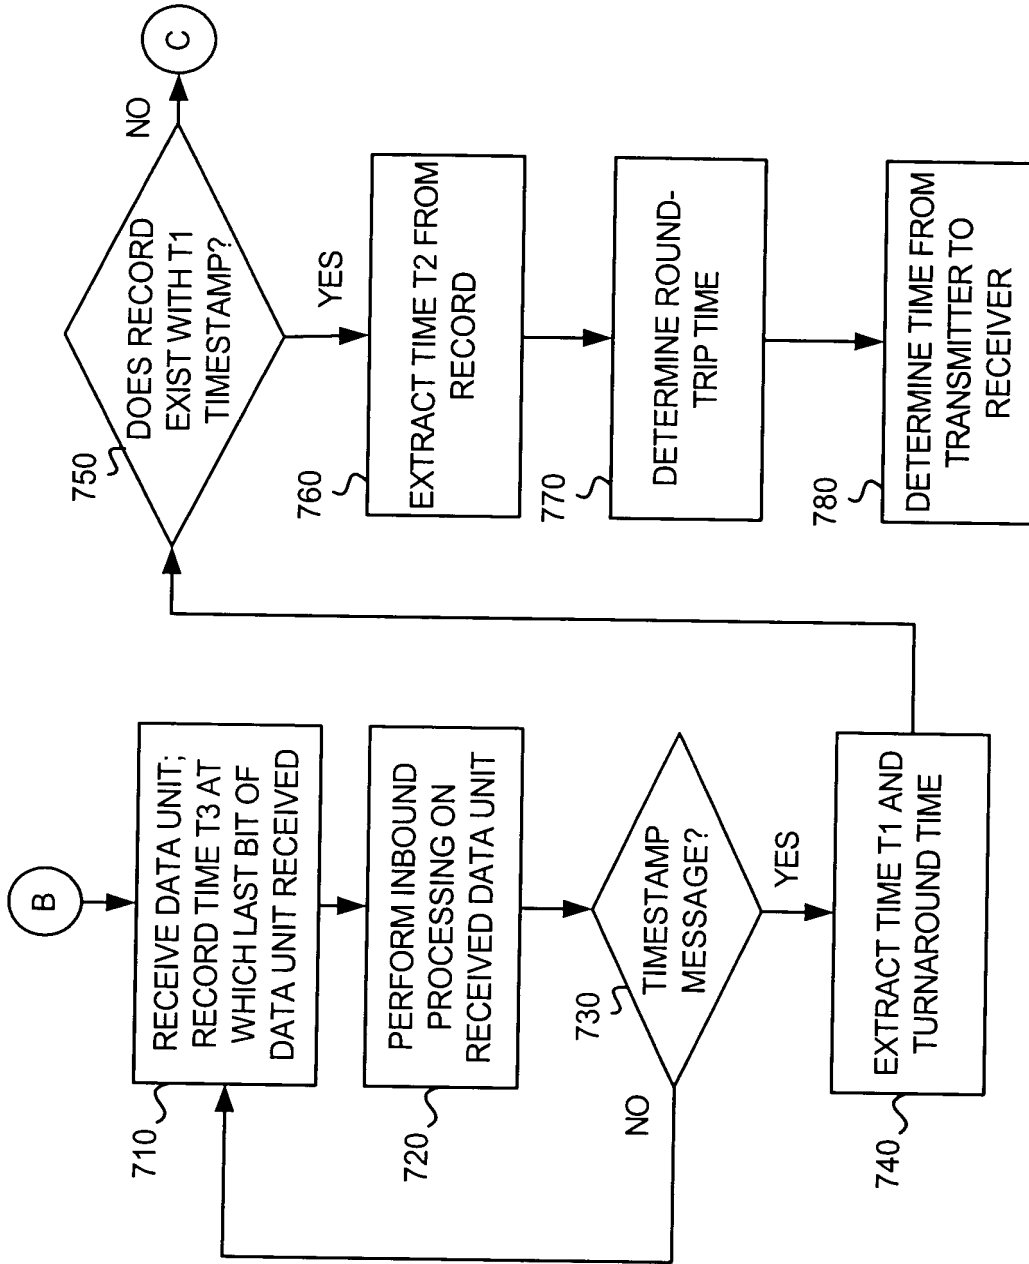 B
710
RECEIVE DATA UNIT;
RECORD TIME T3 AT
WHICH LAST BIT OF
DATA UNIT RECEIVED
720
PERFORM INBOUND
PROCESSING ON
RECEIVED DATA UNIT
730
TIMESTAMP
MESSAGE?
NO
YES
740
EXTRACT TIME T1 AND
TURNAROUND TIME
750
DOES RECORD
EXIST WITH T1
TIMESTAMP?
NO
C
YES
760
EXTRACT TIME T2 FROM
RECORD
770
DETERMINE ROUND-
TRIP TIME
780
DETERMINE TIME FROM
TRANSMITTER TO
RECEIVER